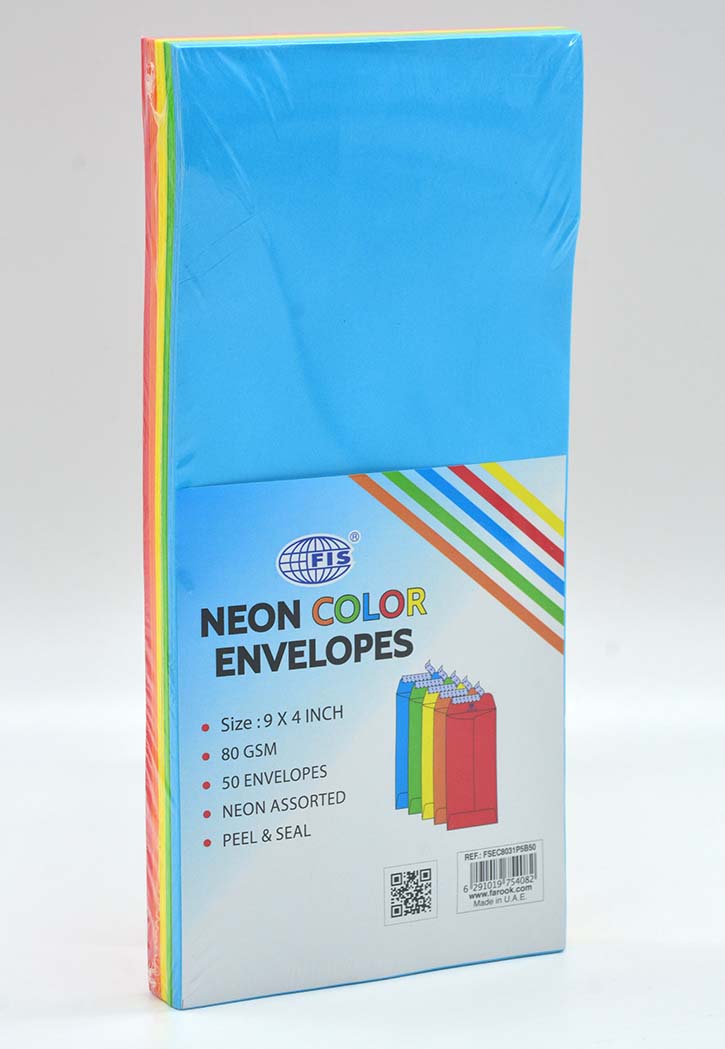 FIS ®
NEON COLOR
ENVELOPES
• Size : 9 X 4 INCH
• 80 GSM
• 50 ENVELOPES
• NEON ASSORTED
• PEEL & SEAL
REF.: FSEC8031P5B50
6 291019 754082
www.farook.com
Made in U.A.E.